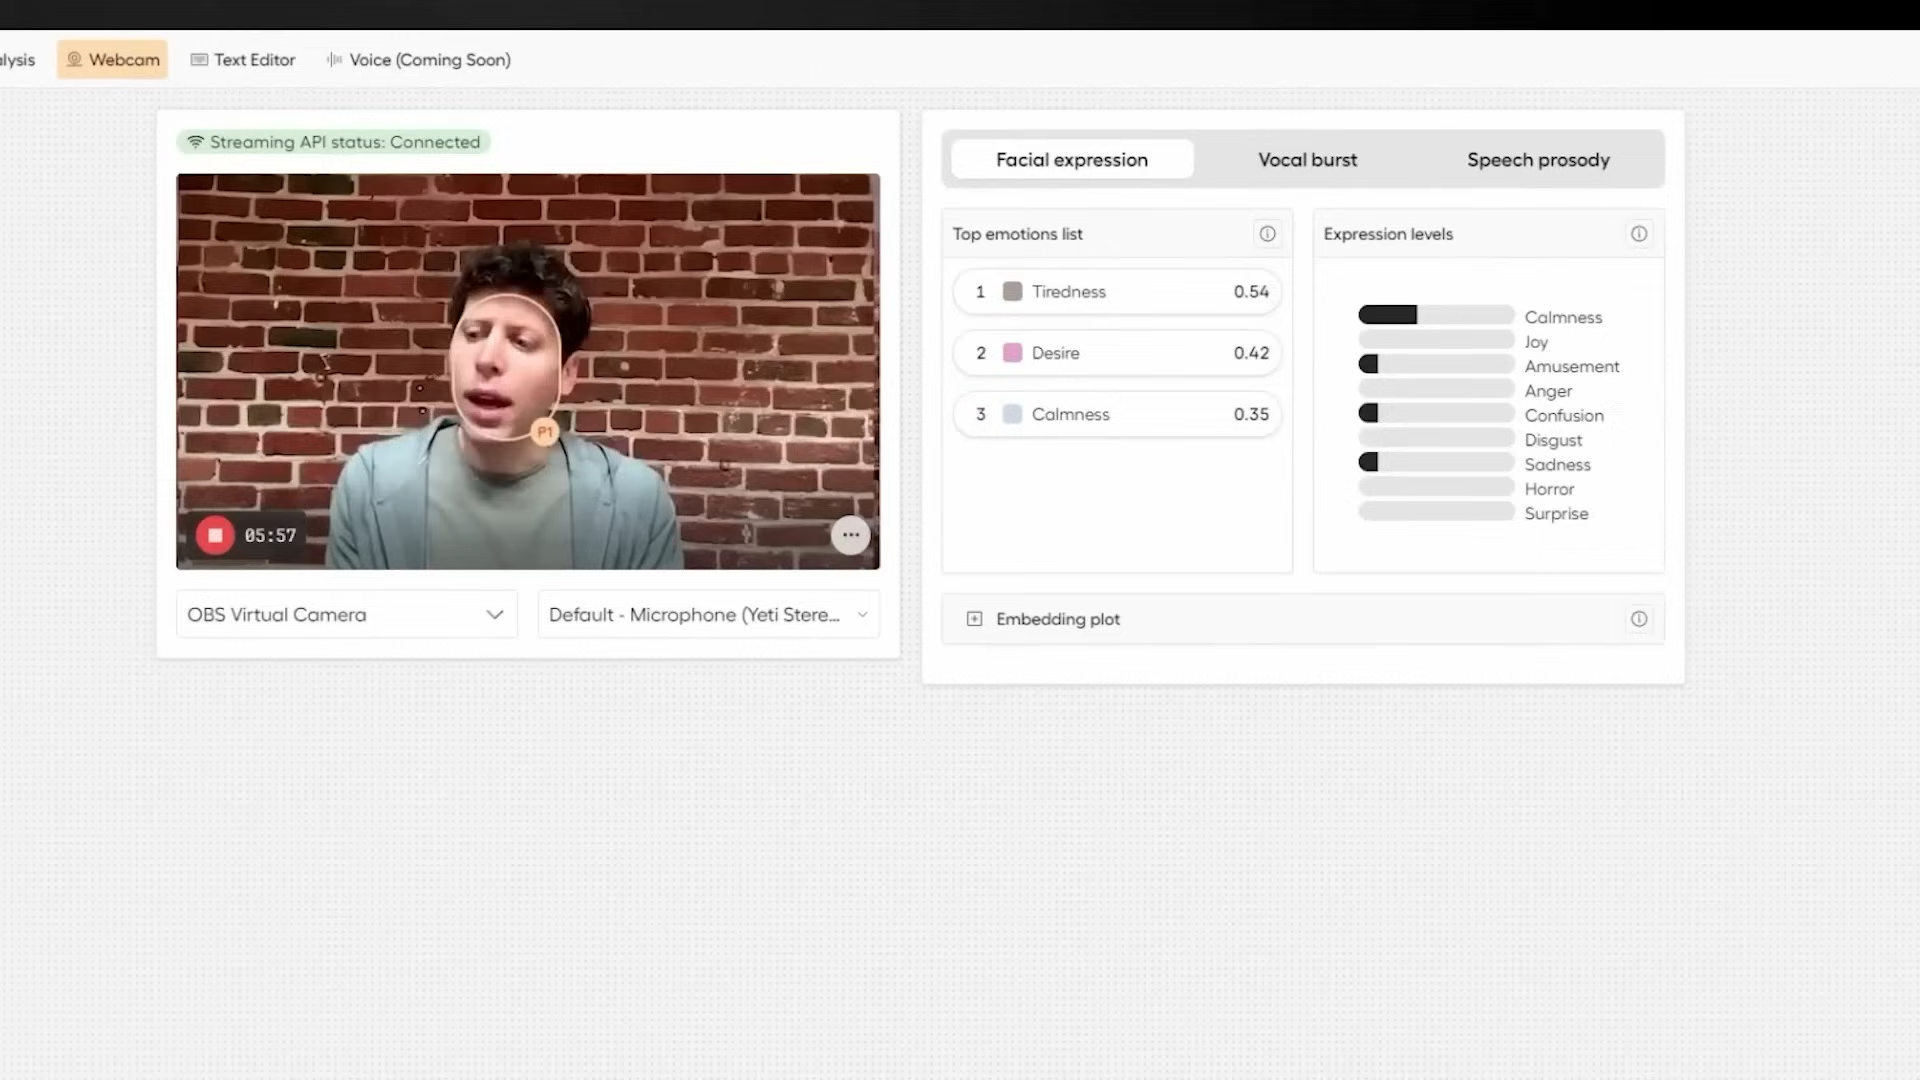 alysis
Webcam
Text Editor
Voice (Coming Soon)
Streaming API status: Connected
P1
05:57
OBS Virtual Camera
Default - Microphone (Yeti Stere...
Facial expression
Vocal burst
Speech prosody
Top emotions list
1 Tiredness 0.54
2 Desire 0.42
3 Calmness 0.35
Expression levels
Calmness
Joy
Amusement
Anger
Confusion
Disgust
Sadness
Horror
Surprise
Embedding plot